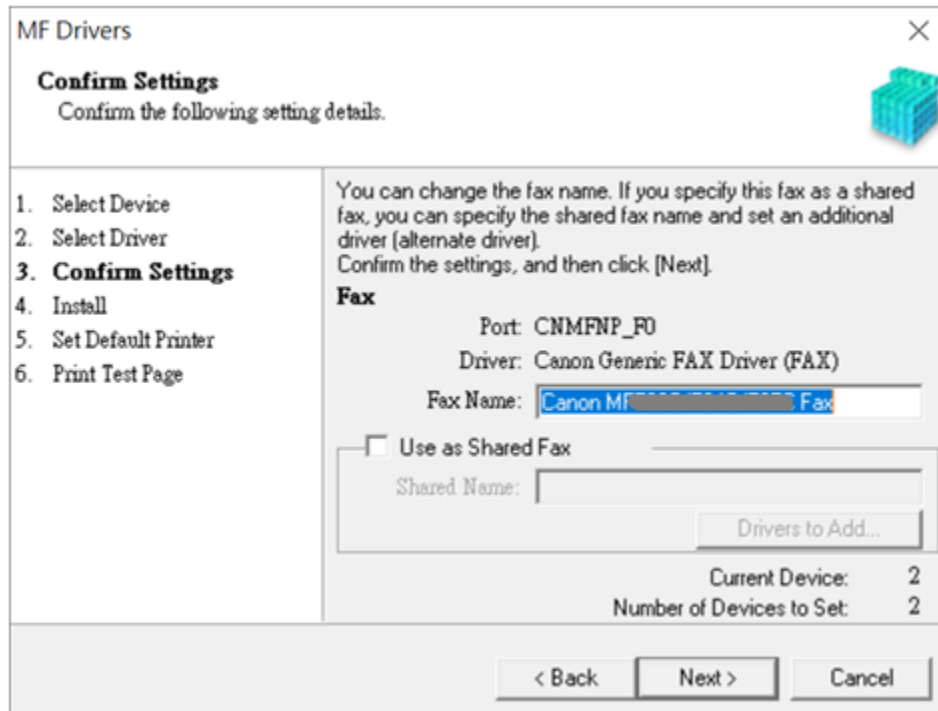 MF Drivers
Confirm Settings
Confirm the following setting details.
1. Select Device
2. Select Driver
3. Confirm Settings
4. Install
5. Set Default Printer
6. Print Test Page
You can change the fax name. If you specify this fax as a shared
fax, you can specify the shared fax name and set an additional
driver (alternate driver).
Confirm the settings, and then click [Next].
Fax
Port: CNMFNP_F0
Driver: Canon Generic FAX Driver (FAX)
Fax Name: Canon MF Fax
Use as Shared Fax
Shared Name:
Drivers to Add...
Current Device: 2
Number of Devices to Set: 2
< Back
Next >
Cancel